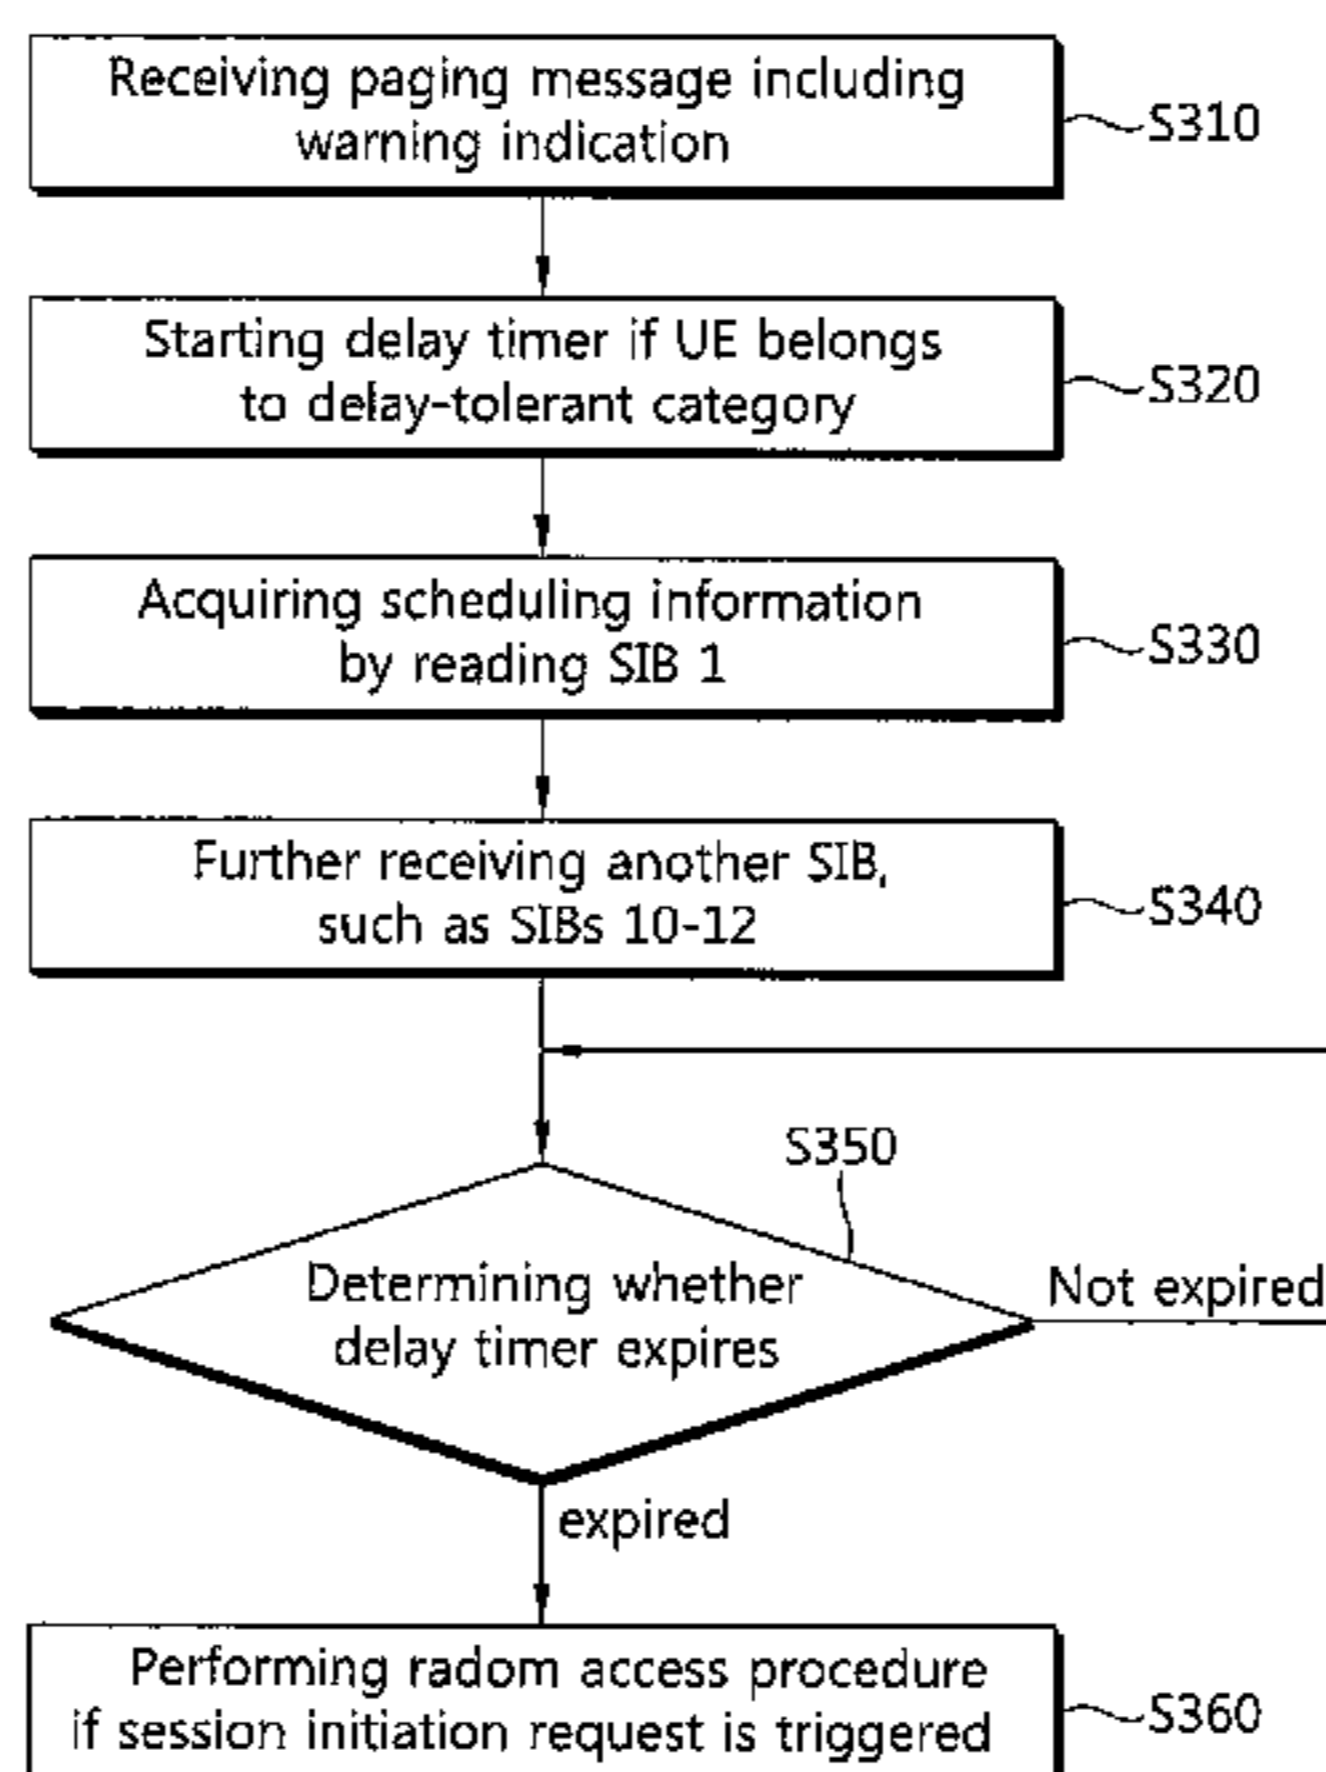 Receiving paging message including
warning indication
S310
Starting delay timer if UE belongs
to delay-tolerant category
S320
Acquiring scheduling information
by reading SIB 1
S330
Further receiving another SIB,
such as SIBs 10-12
S340
S350
Determining whether
delay timer expires
Not expired
expired
Performing radom access procedure
if session initiation request is triggered
S360